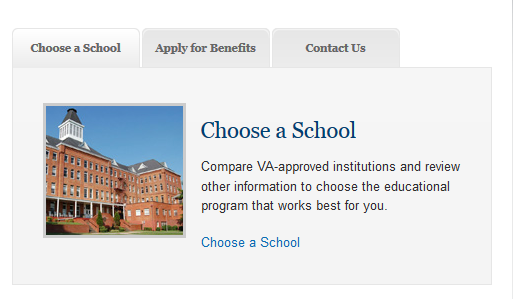 Choose a School
Apply for Benefits
Contact Us
Choose a School
Compare VA-approved institutions and review
other information to choose the educational
program that works best for you.
Choose a School